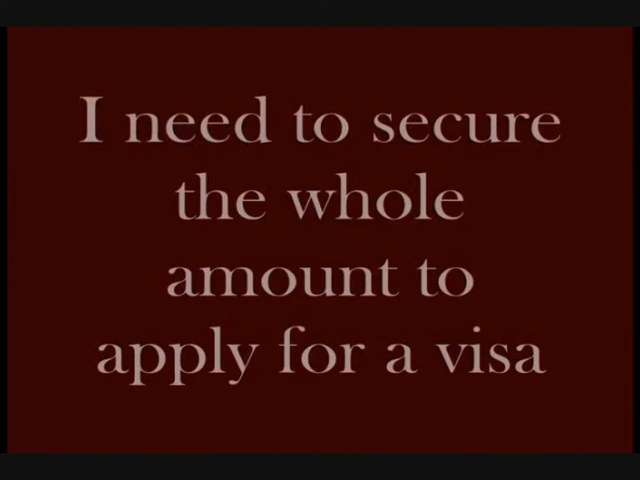 I need to secure
the whole
amount to
apply for a visa